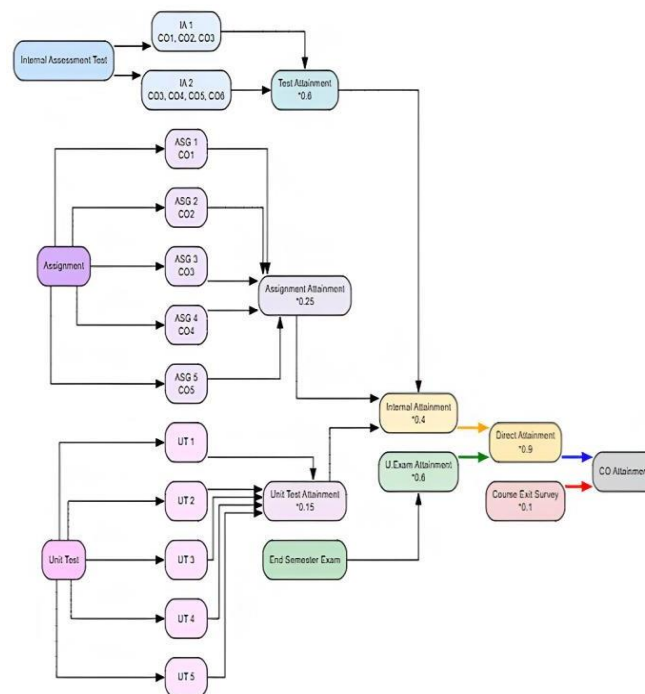 IA 1
CO1, CO2, CO3
Internal Assessment Test
IA 2
CO3, CO4, CO5, CO6
Test Attainment
*0.6
ASG 1
CO1
ASG 2
CO2
Assignment
ASG 3
CO3
Assignment Attainment
*0.25
ASG 4
CO4
ASG 5
CO5
Internal Attainment
*0.4
UT 1
Direct Attainment
*0.9
U.Exam Attainment
*0.6
CO Attainment
UT 2
Unit Test Attainment
*0.15
Course Exit Survey
*0.1
Unit Test
UT 3
End Semester Exam
UT 4
UT 5